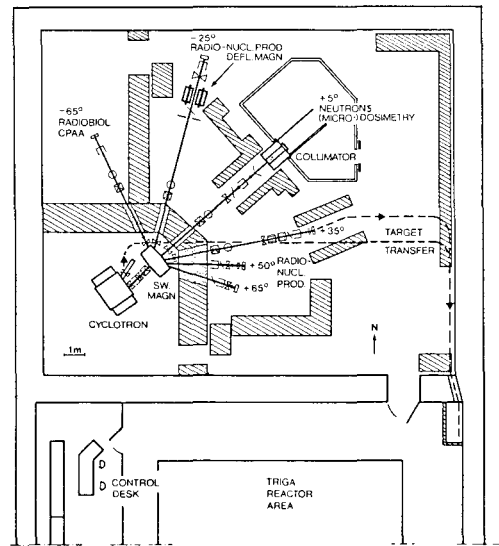 -25°
RADIO-NUCL.PROD
DEFL. MAGN
-65°
RADIOBIOL
CPAA
+5°
NEUTRONS
(MICRO-)DOSIMETRY
COLLIMATOR
+35°
TARGET
TRANSFER
RADIO-
NUCL.
PROD.
+50°
+65°
SW.
MAGN
CYCLOTRON
1m
N
CONTROL
DESK
TRIGA
REACTOR
AREA